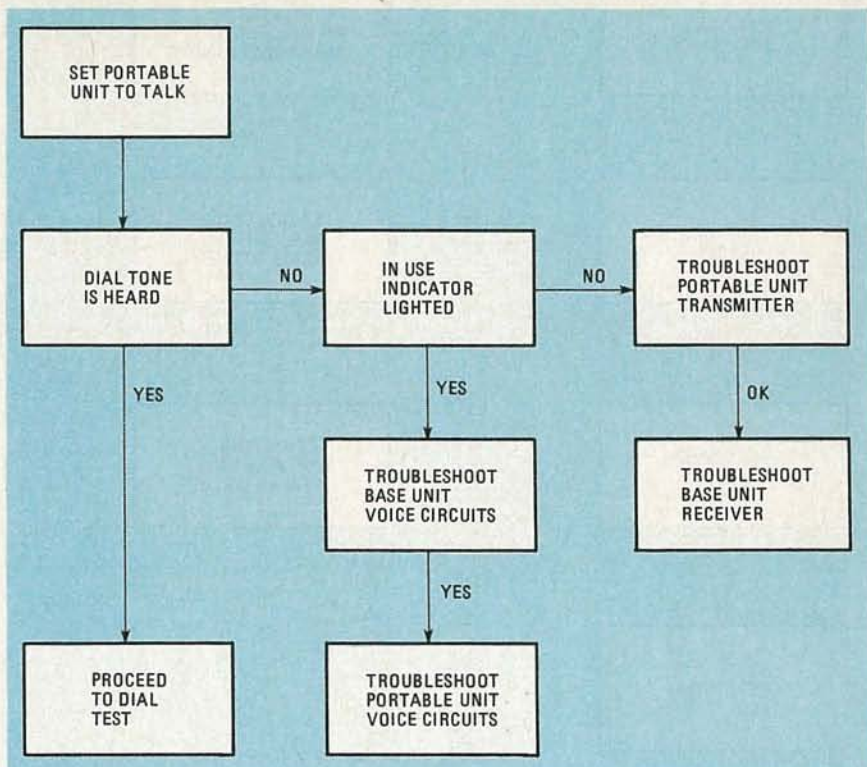 SET PORTABLE
UNIT TO TALK
DIAL TONE
IS HEARD
NO
IN USE
INDICATOR
LIGHTED
NO
TROUBLESHOOT
PORTABLE UNIT
TRANSMITTER
YES
YES
OK
TROUBLESHOOT
BASE UNIT
VOICE CIRCUITS
TROUBLESHOOT
BASE UNIT
RECEIVER
YES
PROCEED
TO DIAL
TEST
TROUBLESHOOT
PORTABLE UNIT
VOICE CIRCUITS